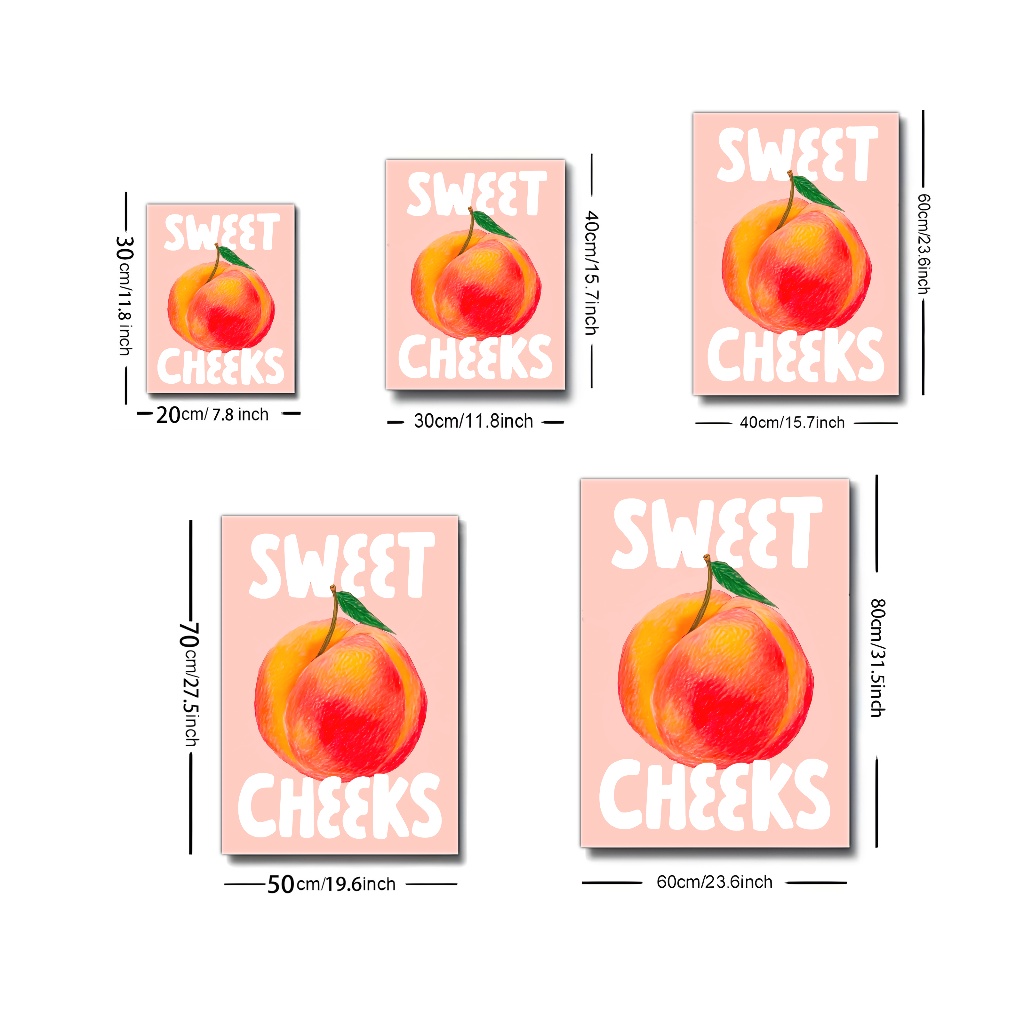 SWEET
CHEEKS
30cm/11.8 inch
20cm/ 7.8 inch
SWEET
CHEEKS
40cm/15.7inch
30cm/11.8inch
SWEET
CHEEKS
60cm/23.6inch
40cm/15.7inch
SWEET
CHEEKS
70cm/27.5inch
50cm/19.6inch
SWEET
CHEEKS
80cm/31.5inch
60cm/23.6inch